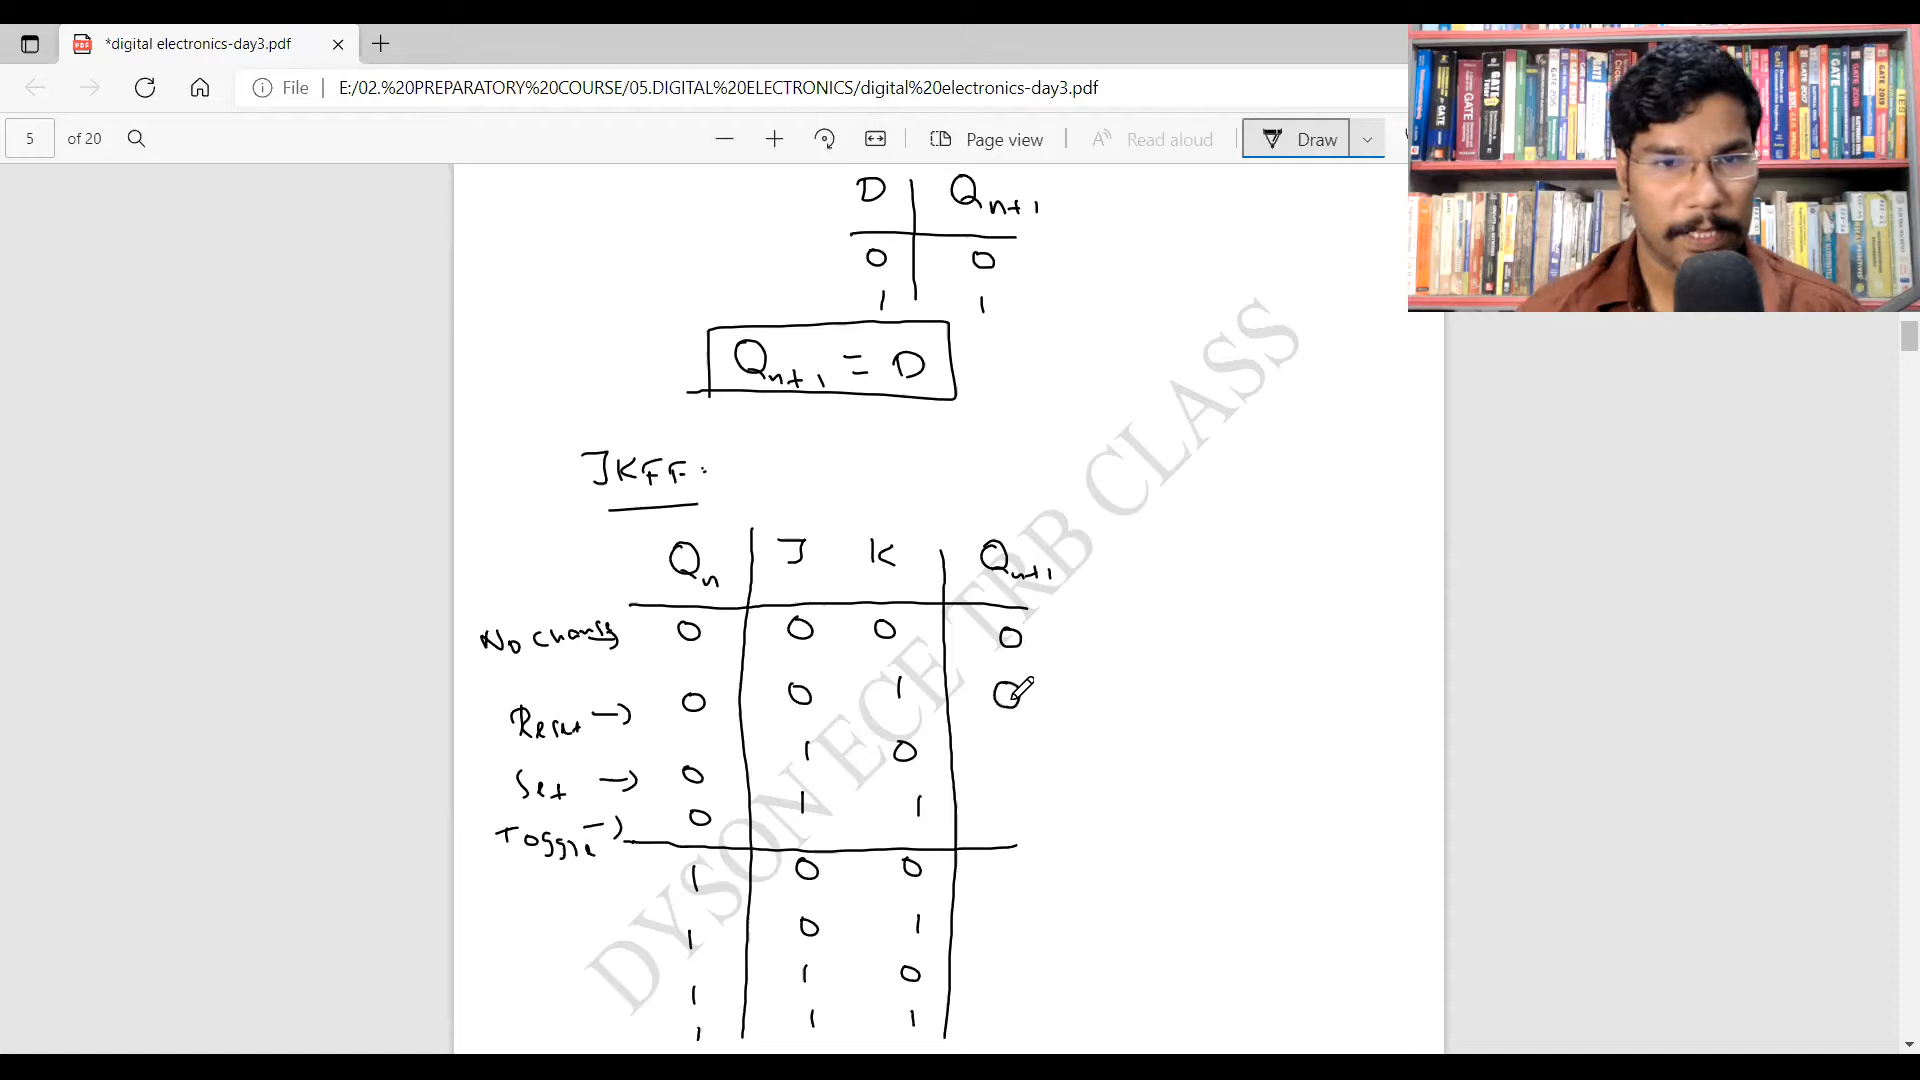 *digital electronics-day3.pdf
File
E:/02.%20PREPARATORY%20COURSE/05.DIGITAL%20ELECTRONICS/digital%20electronics-day3.pdf
5 of 20
Page view
Read aloud
Draw
D Qn+1
0 0
1 1
Qn+1 = D
JKFF:
Qn J K Qn+1
No change → 0 0 0 0
Reset → 0 0 1 0
Set → 0 1 0
Toggle → 0 1 1
1 0 0
1 0 1
1 1 0
1 1 1
DYSON ECE TRB CLASS